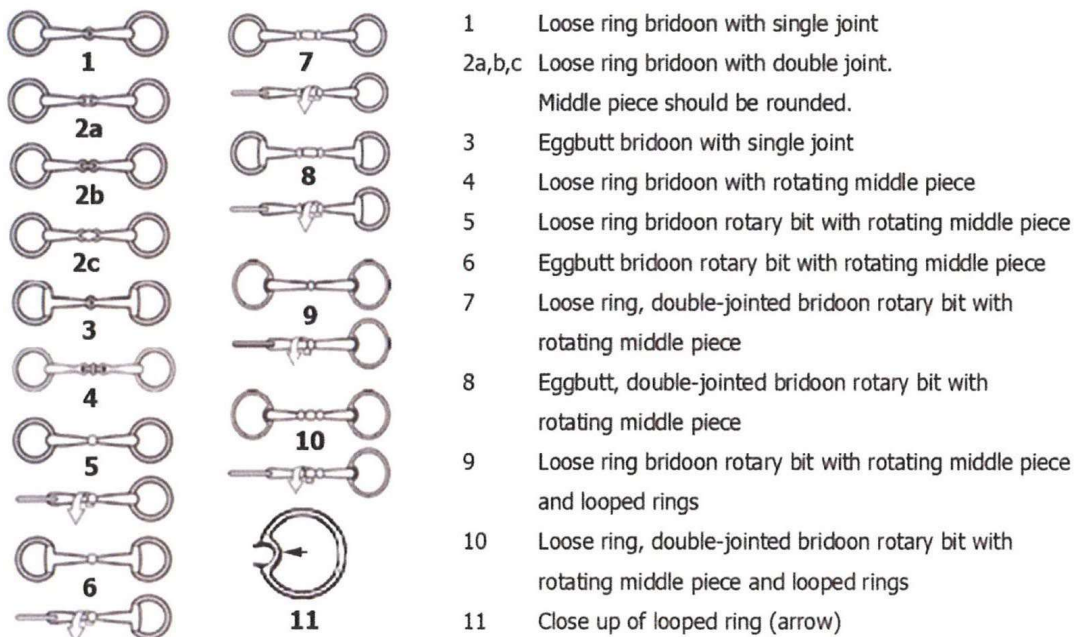 1
2a
2b
2c
3
4
5
6
7
8
9
10
11
1 Loose ring bridoon with single joint
2a,b,c Loose ring bridoon with double joint.
Middle piece should be rounded.
3 Eggbutt bridoon with single joint
4 Loose ring bridoon with rotating middle piece
5 Loose ring bridoon rotary bit with rotating middle piece
6 Eggbutt bridoon rotary bit with rotating middle piece
7 Loose ring, double-jointed bridoon rotary bit with
rotating middle piece
8 Eggbutt, double-jointed bridoon rotary bit with
rotating middle piece
9 Loose ring bridoon rotary bit with rotating middle piece
and looped rings
10 Loose ring, double-jointed bridoon rotary bit with
rotating middle piece and looped rings
11 Close up of looped ring (arrow)